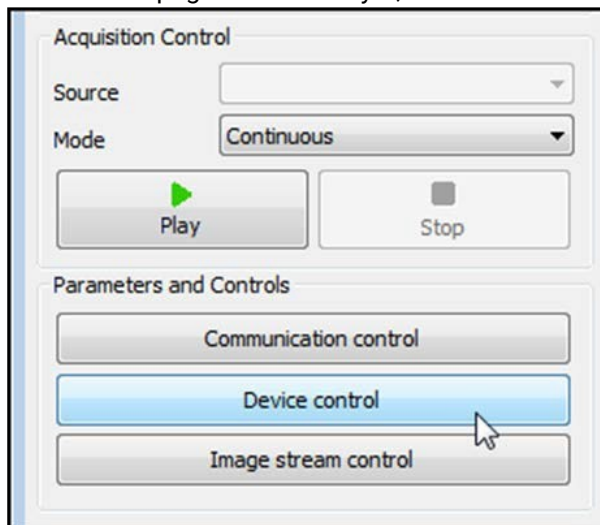 Acquisition Control
Source
Mode Continuous
Play Stop
Parameters and Controls
Communication control
Device control
Image stream control